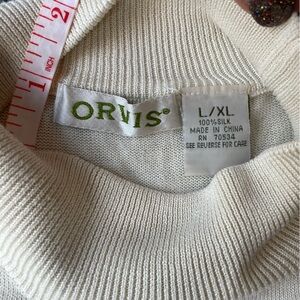 2
1
INCH
ORVIS®
L/XL
100% SILK
MADE IN CHINA
RN 70534
SEE REVERSE FOR CARE